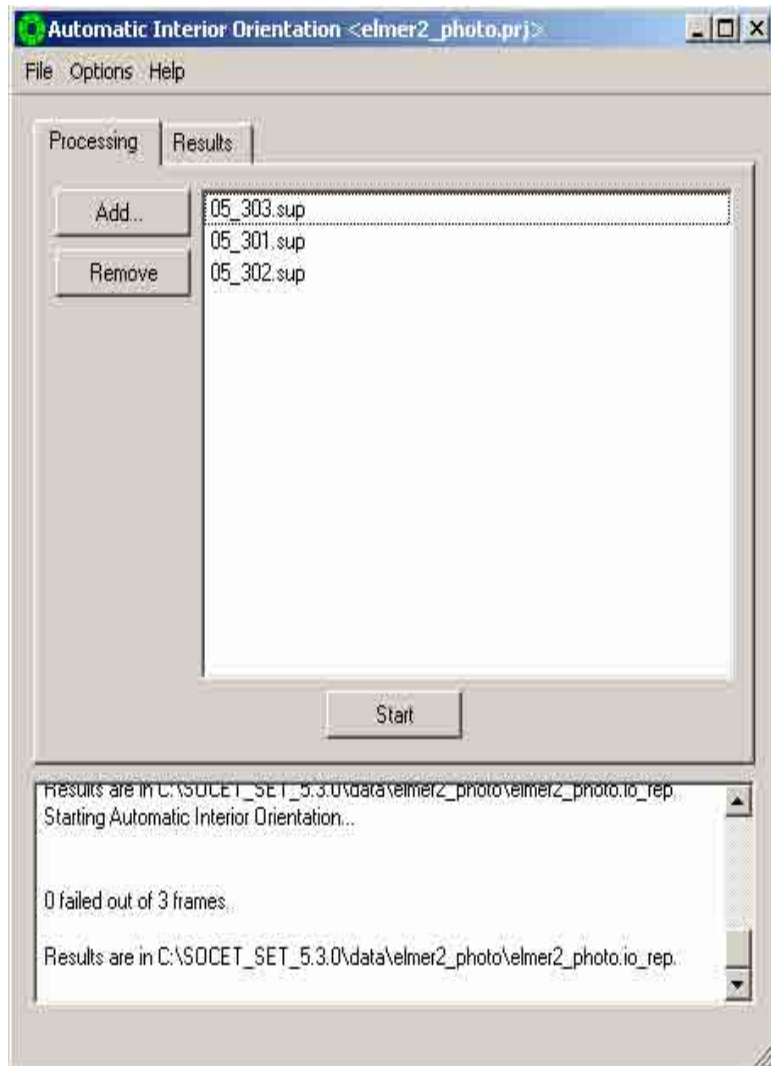 Automatic Interior Orientation <elmer2_photo.prj>
File Options Help
Processing Results
Add...
Remove
05_303.sup
05_301.sup
05_302.sup
Start
Results are in C:\SOCET_SET_5.3.0\data\elmer2_photo\elmer2_photo.io_rep.
Starting Automatic Interior Orientation...
0 failed out of 3 frames.
Results are in C:\SOCET_SET_5.3.0\data\elmer2_photo\elmer2_photo.io_rep.